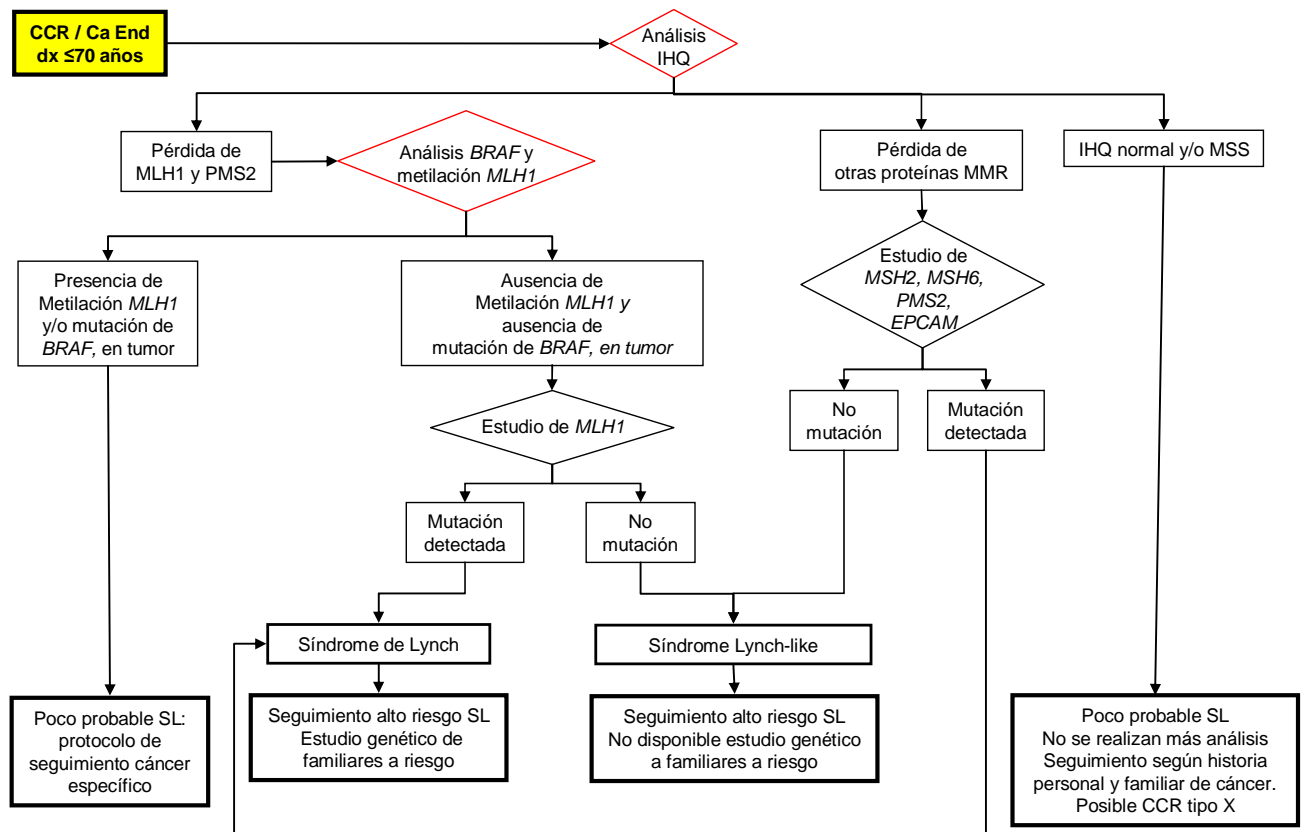 CCR / Ca End
dx ≤70 años
Análisis
IHQ
Pérdida de
MLH1 y PMS2
Análisis BRAF y
metilación MLH1
Pérdida de
otras proteínas MMR
IHQ normal y/o MSS
Presencia de
Metilación MLH1
y/o mutación de
BRAF, en tumor
Ausencia de
Metilación MLH1 y
ausencia de
mutación de BRAF, en tumor
Estudio de
MSH2, MSH6,
PMS2,
EPCAM
Estudio de MLH1
No
mutación
Mutación
detectada
Mutación
detectada
No
mutación
Síndrome de Lynch
Síndrome Lynch-like
Poco probable SL:
protocolo de
seguimiento cáncer
específico
Seguimiento alto riesgo SL
Estudio genético de
familiares a riesgo
Seguimiento alto riesgo SL
No disponible estudio genético
a familiares a riesgo
Poco probable SL
No se realizan más análisis
Seguimiento según historia
personal y familiar de cáncer.
Posible CCR tipo X